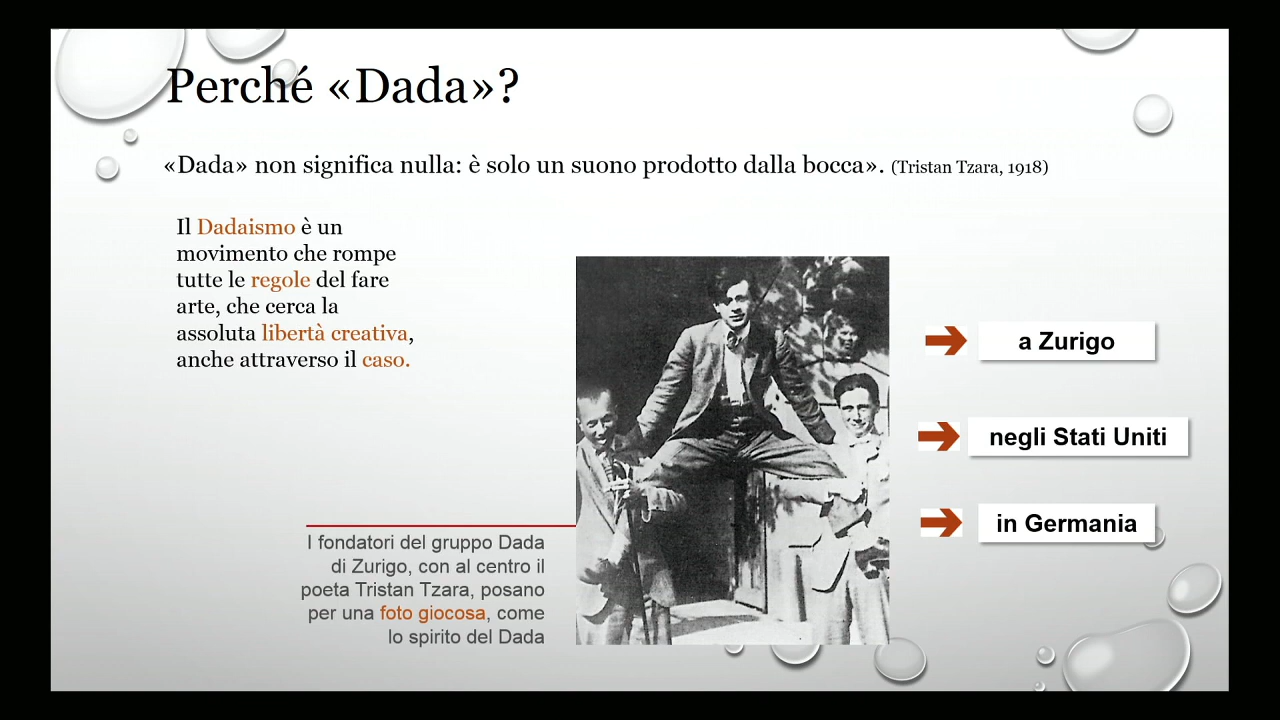 Perché «Dada»?
«Dada» non significa nulla: è solo un suono prodotto dalla bocca». (Tristan Tzara, 1918)
Il Dadaismo è un
movimento che rompe
tutte le regole del fare
arte, che cerca la
assoluta libertà creativa,
anche attraverso il caso.
I fondatori del gruppo Dada
di Zurigo, con al centro il
poeta Tristan Tzara, posano
per una foto giocosa, come
lo spirito del Dada
a Zurigo
negli Stati Uniti
in Germania